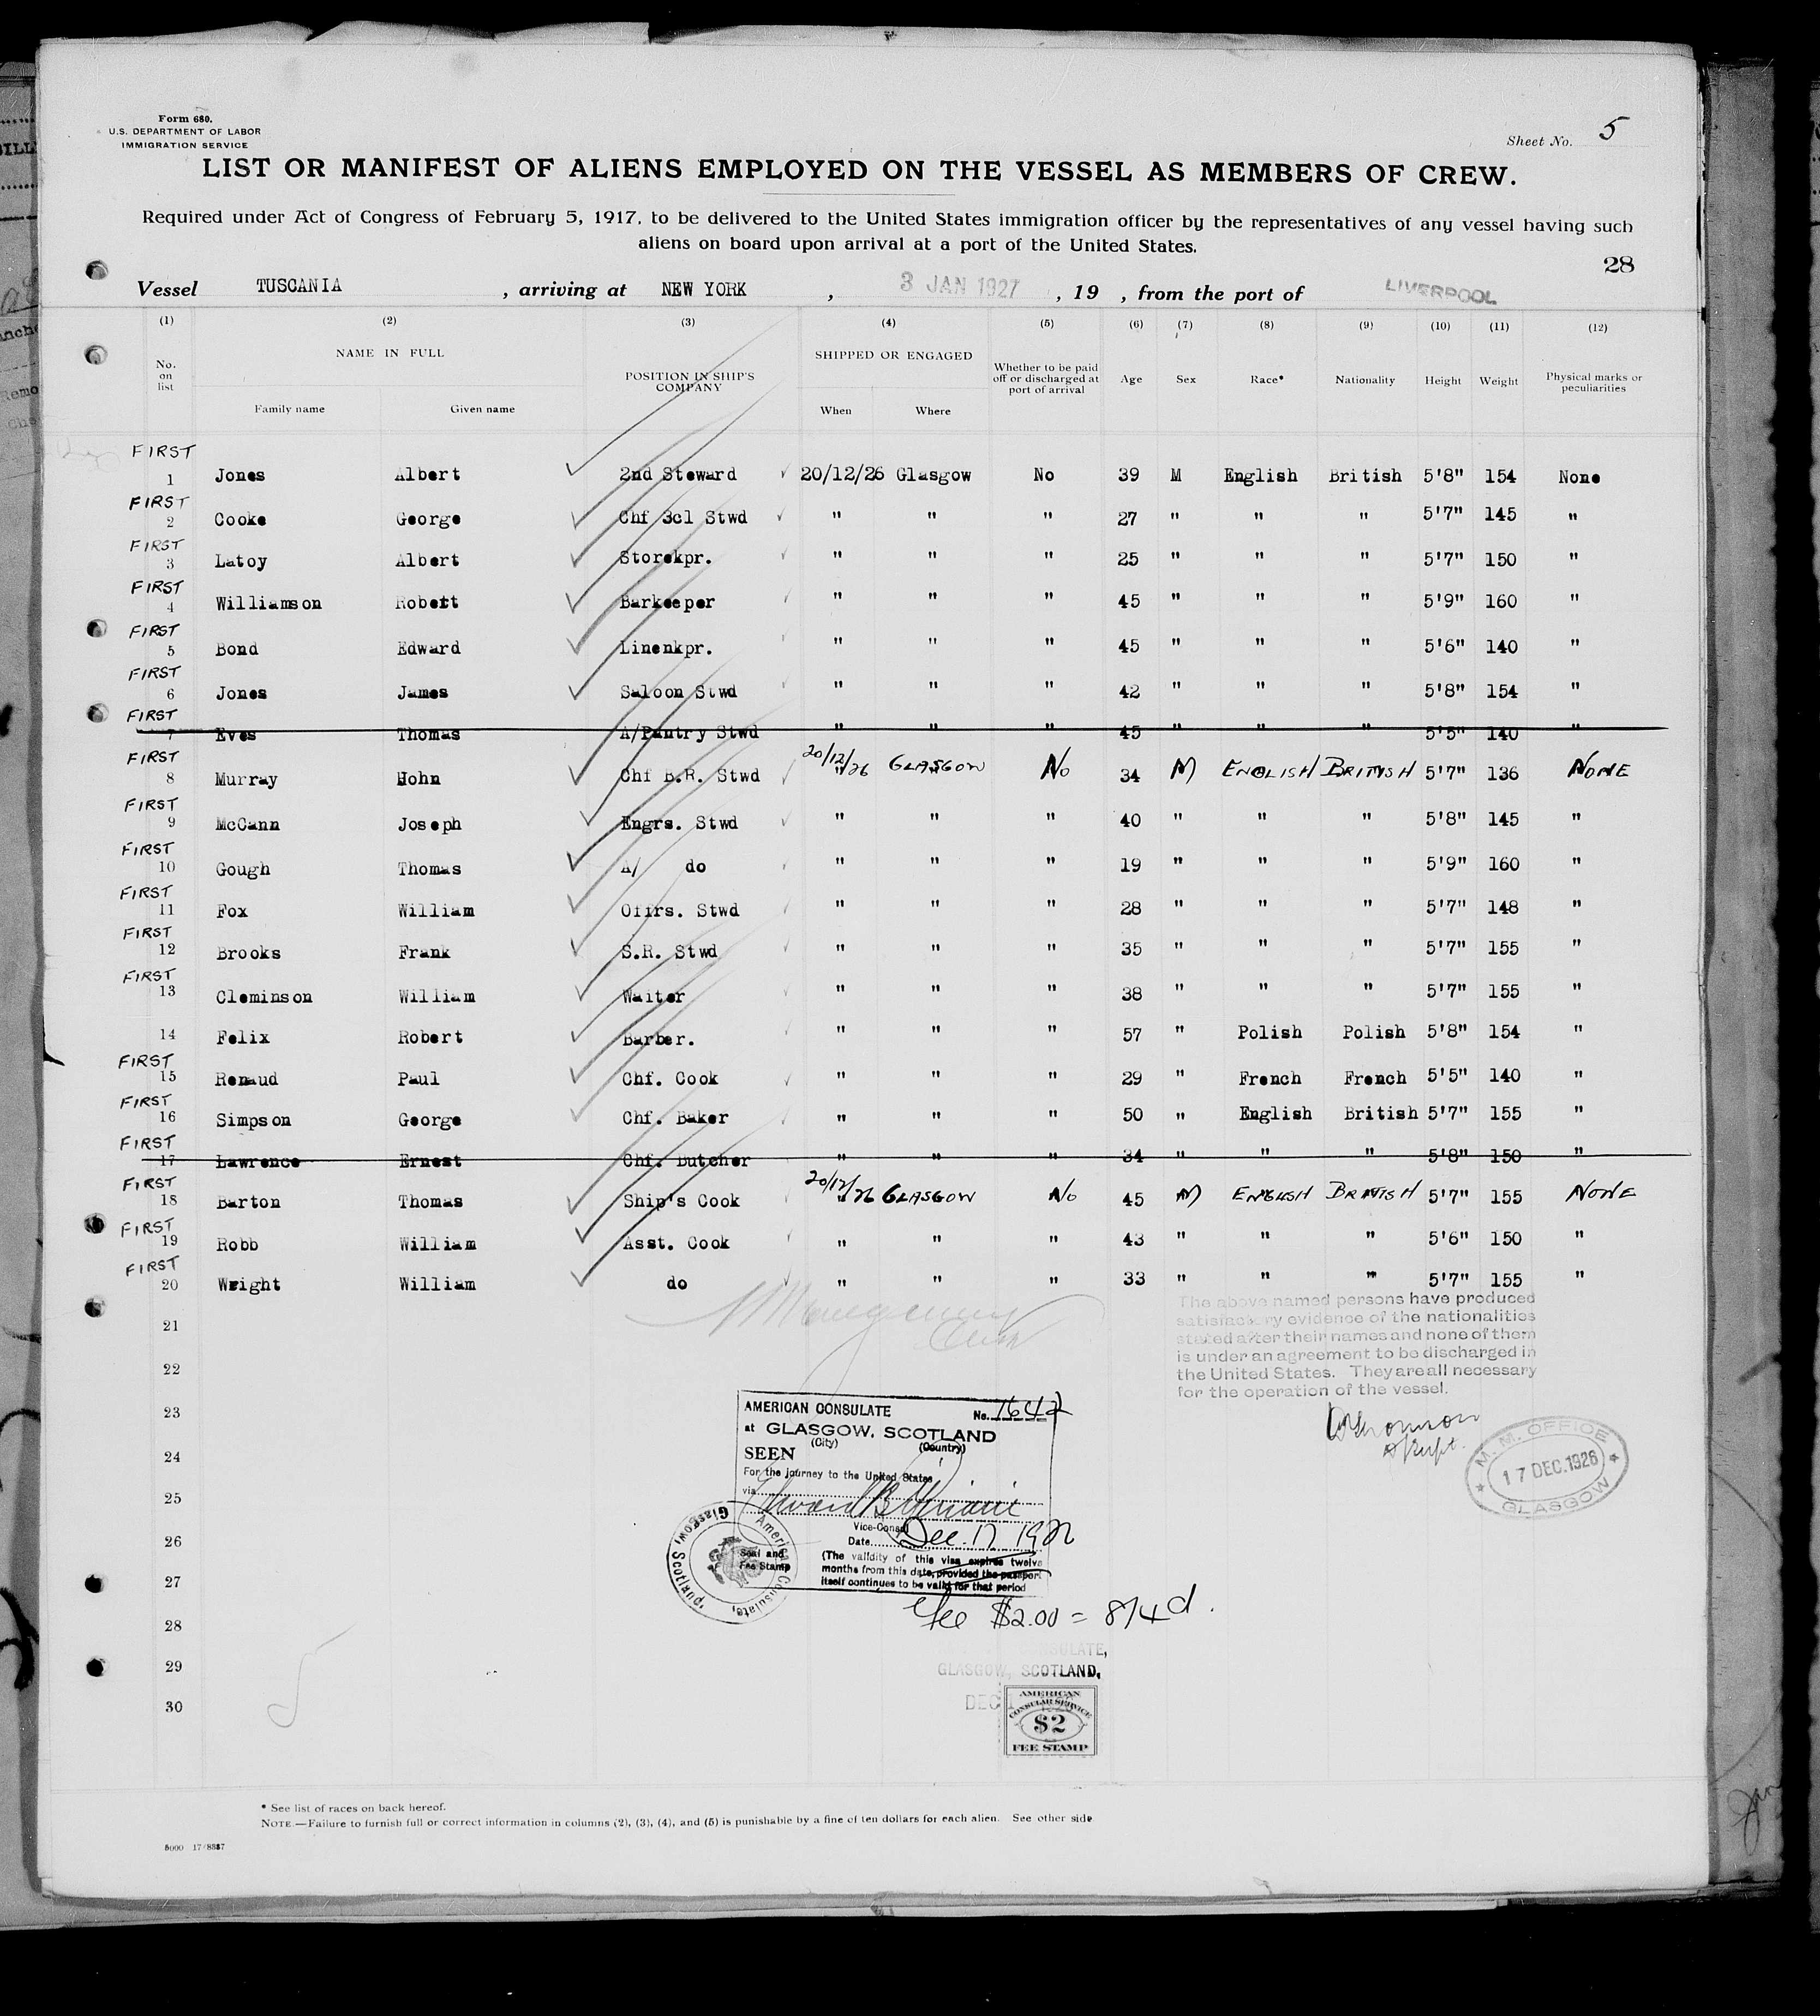 Form 680.
U.S. DEPARTMENT OF LABOR
IMMIGRATION SERVICE
Sheet No. 5
LIST OR MANIFEST OF ALIENS EMPLOYED ON THE VESSEL AS MEMBERS OF CREW.
Required under Act of Congress of February 5, 1917, to be delivered to the United States immigration officer by the representatives of any vessel having such
aliens on board upon arrival at a port of the United States.
28
Vessel TUSCANIA , arriving at NEW YORK , 3 JAN 1927 , 19 , from the port of LIVERPOOL
(1) (2) (3) (4) (5) (6) (7) (8) (9) (10) (11) (12)
No. on list NAME IN FULL Family name Given name POSITION IN SHIP'S COMPANY SHIPPED OR ENGAGED When Where Whether to be paid off or discharged at port of arrival Age Sex Race* Nationality Height Weight Physical marks or peculiarities
FIRST
1 Jones Albert 2nd Steward 20/12/26 Glasgow No 39 M English British 5'8" 154 None
FIRST
2 Cooke George Chf 3cl Stwd " " " 27 " " " 5'7" 145 "
FIRST
3 Latoy Albert Storekpr. " " " 25 " " " 5'7" 150 "
FIRST
4 Williamson Robert Barkeeper " " " 45 " " " 5'9" 160 "
FIRST
5 Bond Edward Linenkpr. " " " 45 " " " 5'6" 140 "
FIRST
6 Jones James Saloon Stwd " " " 42 " " " 5'8" 154 "
FIRST
7 Eves Thomas A/Pantry Stwd " " " 45 " " " 5'5" 140 "
FIRST
8 Murray John Chf B.R. Stwd 20/12/26 GLASGOW No 34 M ENGLISH BRITISH 5'7" 136 NONE
FIRST
9 McCann Joseph Engrs. Stwd " " " 40 " " " 5'8" 145 "
FIRST
10 Gough Thomas A/ do " " " 19 " " " 5'9" 160 "
FIRST
11 Fox William Offrs. Stwd " " " 28 " " " 5'7" 148 "
FIRST
12 Brooks Frank S.R. Stwd " " " 35 " " " 5'7" 155 "
FIRST
13 Cleminson William Waiter " " " 38 " " " 5'7" 155 "
14 Felix Robert Barber. " " " 57 " Polish Polish 5'8" 154 "
FIRST
15 Renaud Paul Chf. Cook " " " 29 " French French 5'5" 140 "
FIRST
16 Simpson George Chf. Baker " " " 50 " English British 5'7" 155 "
FIRST
17 Lawrence Ernest Chf. Butcher " " " 34 " " " 5'8" 150 "
FIRST
18 Barton Thomas Ship's Cook 20/12/26 GLASGOW No 45 M ENGLISH BRITISH 5'7" 155 NONE
FIRST
19 Robb William Asst. Cook " " " 43 " " " 5'6" 150 "
FIRST
20 Wright William do " " " 33 " " " 5'7" 155 "
The above named persons have produced
satisfactory evidence of the nationalities
stated after their names and none of them
is under an agreement to be discharged in
the United States. They are all necessary
for the operation of the vessel.
21
22
23
24
25
26
27
28
29
30
AMERICAN CONSULATE No. 1642
at GLASGOW, SCOTLAND
(City) (Country)
SEEN
For the journey to the United States
via
Vice-Consul
Date Dec. 17 1926
(The validity of this visa expires twelve
months from this date, provided the passport
itself continues to be valid for that period
Seal and
Fee Stamp
American Consulate, Glasgow, Scotland.
M. M. OFFICE
17 DEC. 1926
GLASGOW
Fee $2.00 = 8/4d.
SULATE,
GLASGOW, SCOTLAND,
DEC
AMERICAN
CONSULAR SERVICE
$2
FEE STAMP
* See list of races on back hereof.
NOTE.—Failure to furnish full or correct information in columns (2), (3), (4), and (5) is punishable by a fine of ten dollars for each alien. See other side.